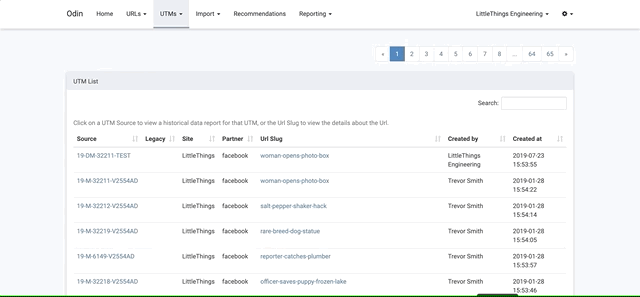 Odin Home URLs UTMs Import Recommendations Reporting LittleThings Engineering
« 1 2 3 4 5 6 7 8 ... 64 65 »
UTM List
Search:
Click on a UTM Source to view a historical data report for that UTM, or the Url Slug to view the details about the Url.
Source Legacy Site Partner Url Slug Created by Created at
19-DM-32211-TEST LittleThings facebook woman-opens-photo-box LittleThings Engineering 2019-07-23 15:53:55
19-M-32211-V2554AD LittleThings facebook woman-opens-photo-box Trevor Smith 2019-01-28 15:54:22
19-M-32212-V2554AD LittleThings facebook salt-pepper-shaker-hack Trevor Smith 2019-01-28 15:54:14
19-M-32219-V2554AD LittleThings facebook rare-breed-dog-statue Trevor Smith 2019-01-28 15:54:05
19-M-6149-V2554AD LittleThings facebook reporter-catches-plumber Trevor Smith 2019-01-28 15:53:57
19-M-32218-V2554AD LittleThings facebook officer-saves-puppy-frozen-lake Trevor Smith 2019-01-28 15:53:46